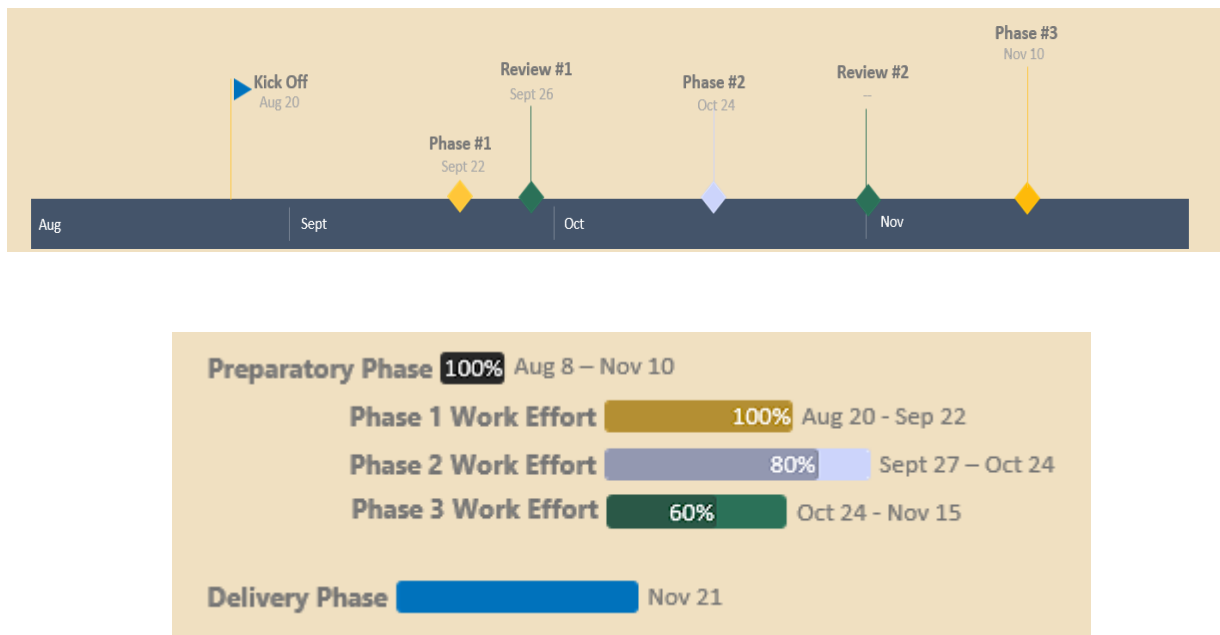 Phase #3
Nov 10
Review #1
Sept 26
Review #2
--
Kick Off
Aug 20
Phase #2
Oct 24
Phase #1
Sept 22
Aug Sept Oct Nov
Preparatory Phase 100% Aug 8 – Nov 10
Phase 1 Work Effort 100% Aug 20 - Sep 22
Phase 2 Work Effort 80% Sept 27 – Oct 24
Phase 3 Work Effort 60% Oct 24 - Nov 15
Delivery Phase Nov 21